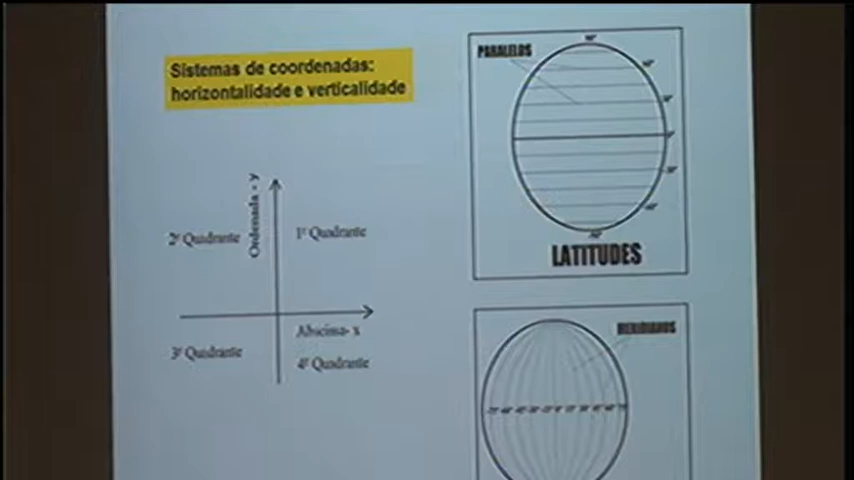 Sistemas de coordenadas:
horizontalidade e verticalidade
Ordenada - y
2º Quadrante
1º Quadrante
Abscissa- x
3º Quadrante
4º Quadrante
PARALELOS
LATITUDES
MERIDIANOS